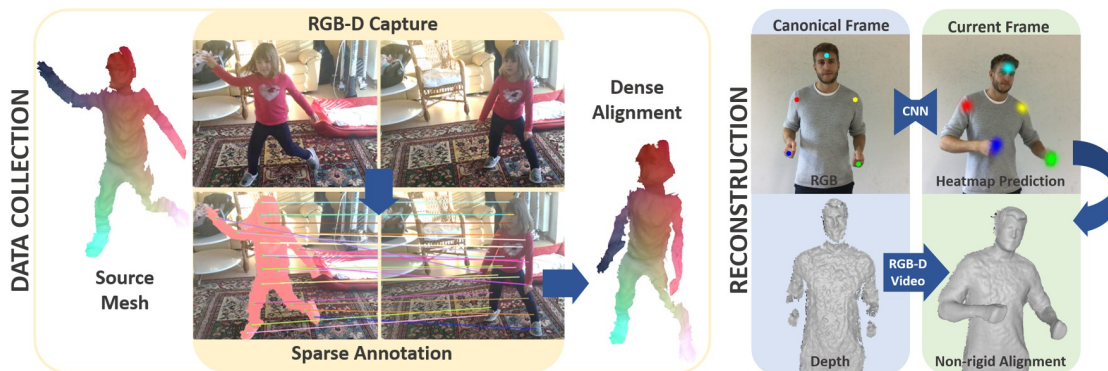 DATA COLLECTION
RGB-D Capture
Source
Mesh
Dense
Alignment
Sparse Annotation
RECONSTRUCTION
Canonical Frame
Current Frame
CNN
RGB
Heatmap Prediction
RGB-D
Video
Depth
Non-rigid Alignment